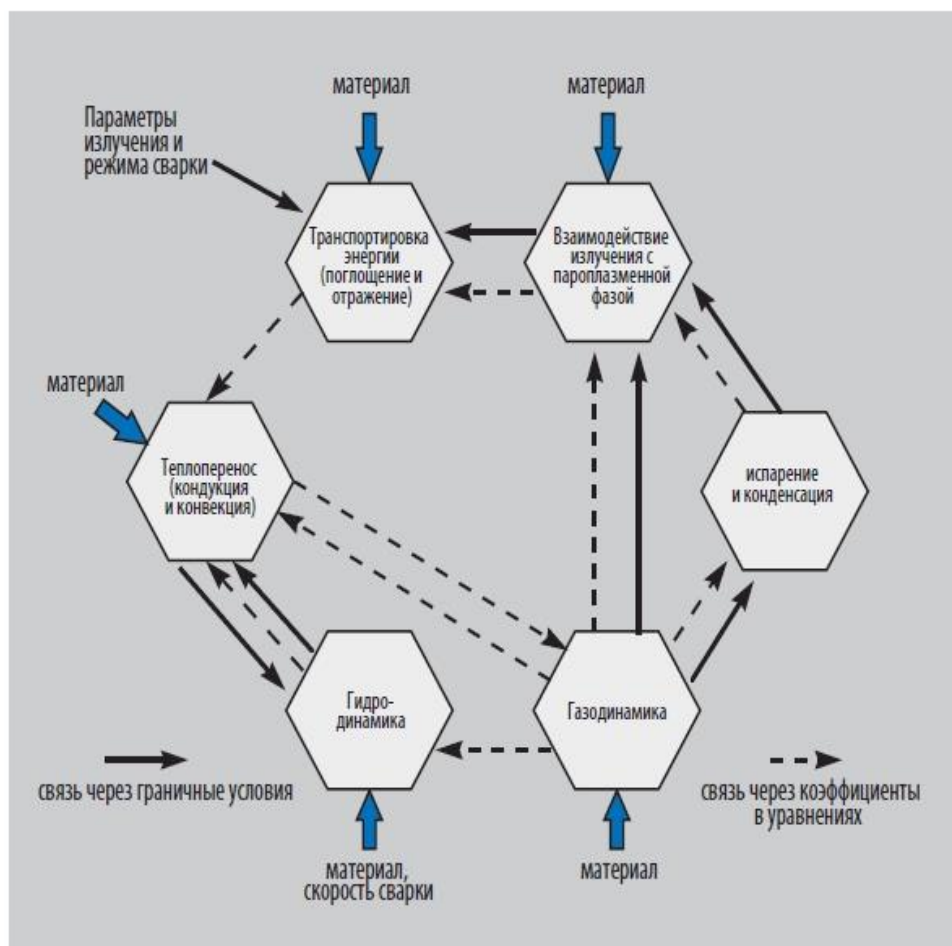 материал
материал
Параметры
излучения и
режима сварки
Транспортировка
энергии
(поглощение и
отражение)
Взаимодействие
излучения с
пароплазменной
фазой
материал
Теплоперенос
(кондукция
и конвекция)
испарение
и конденсация
Гидро-
динамика
Газодинамика
связь через граничные условия
связь через коэффициенты
в уравнениях
материал,
скорость сварки
материал